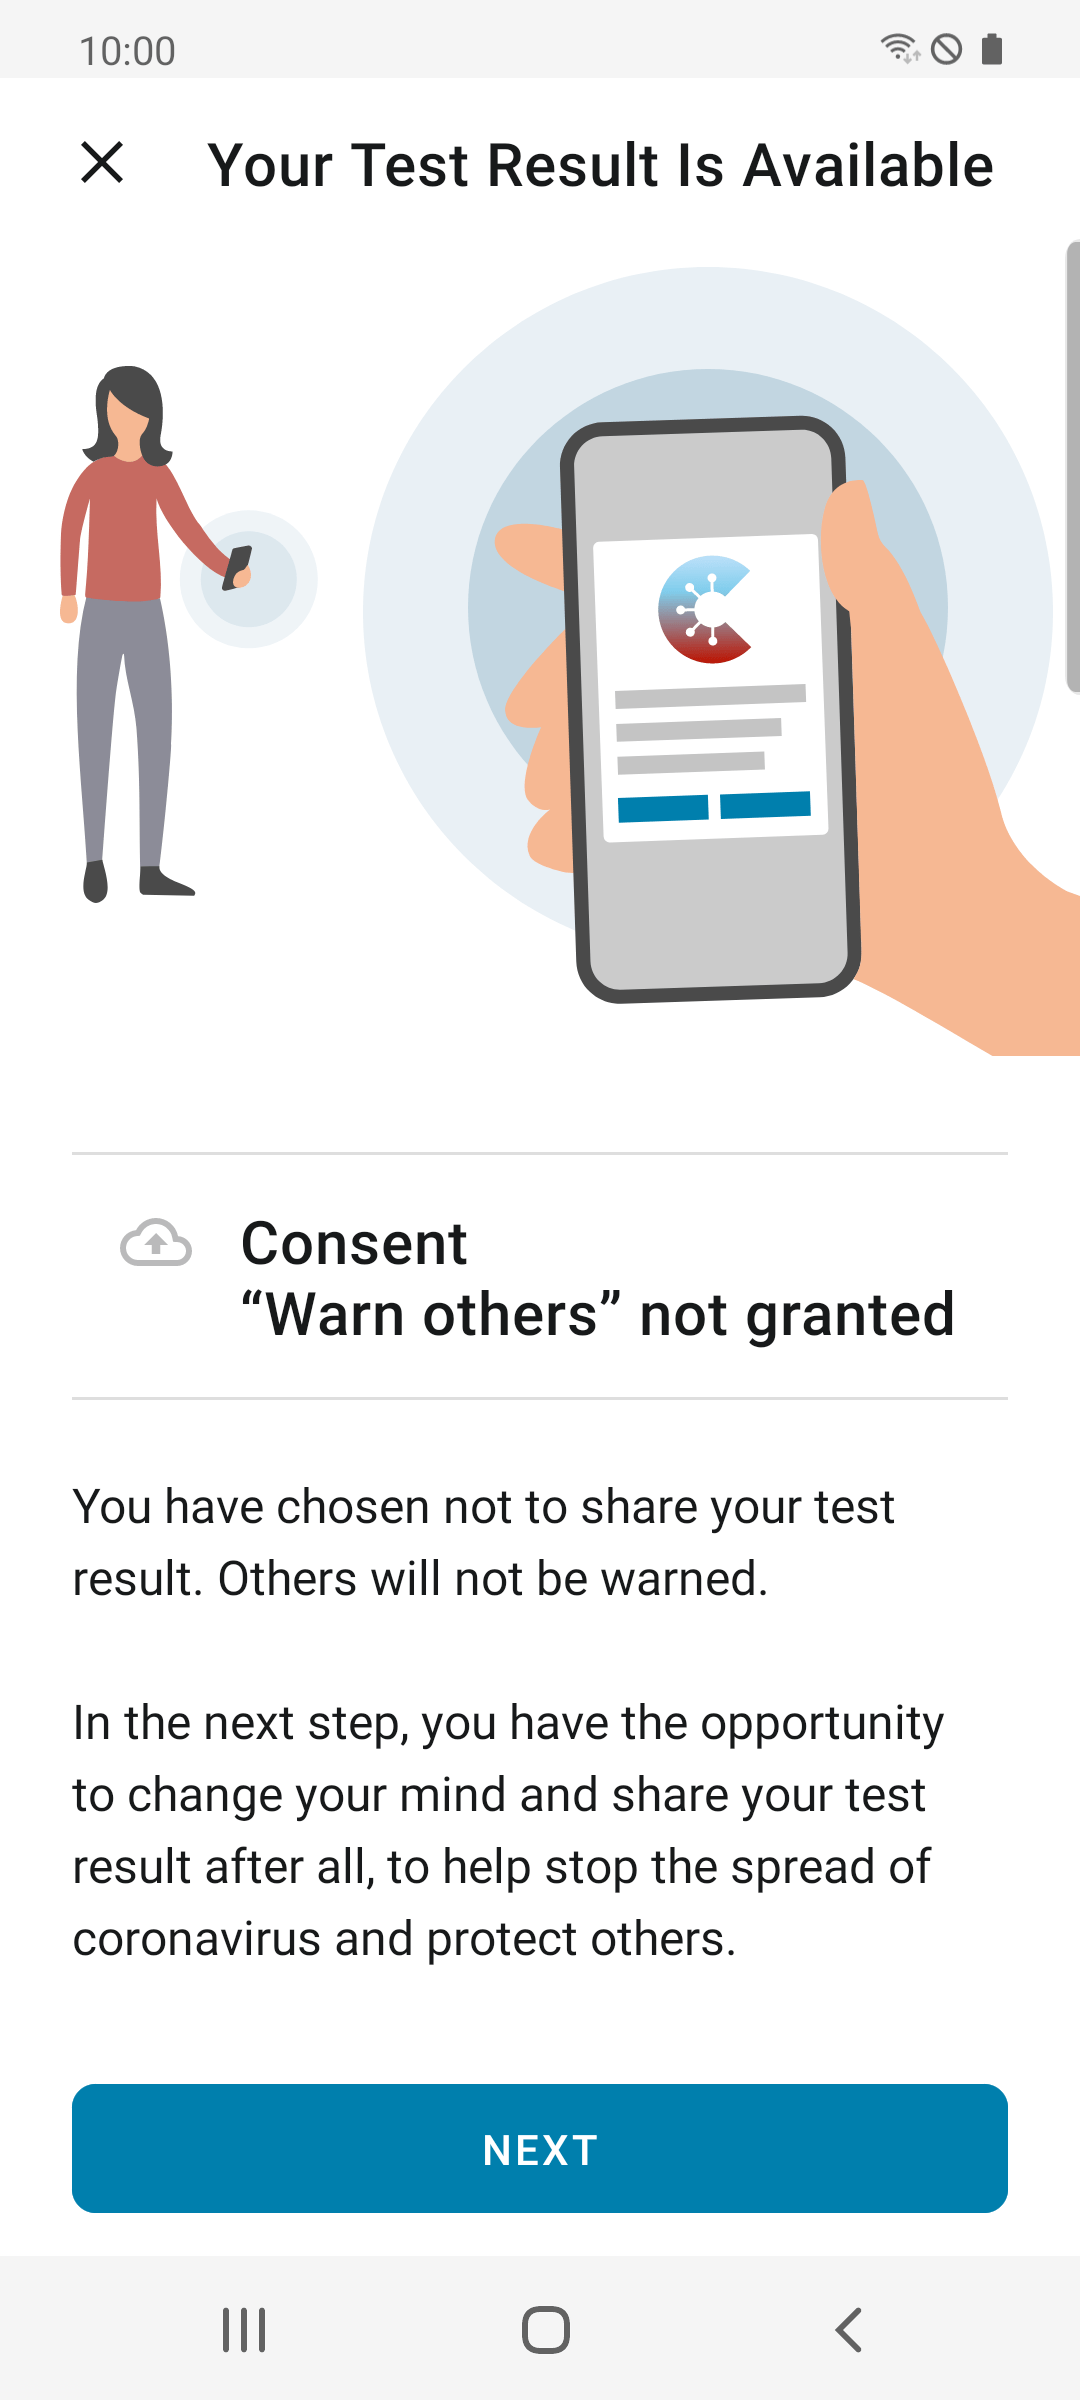 10:00
Your Test Result Is Available
Consent
“Warn others” not granted
You have chosen not to share your test
result. Others will not be warned.
In the next step, you have the opportunity
to change your mind and share your test
result after all, to help stop the spread of
coronavirus and protect others.
NEXT